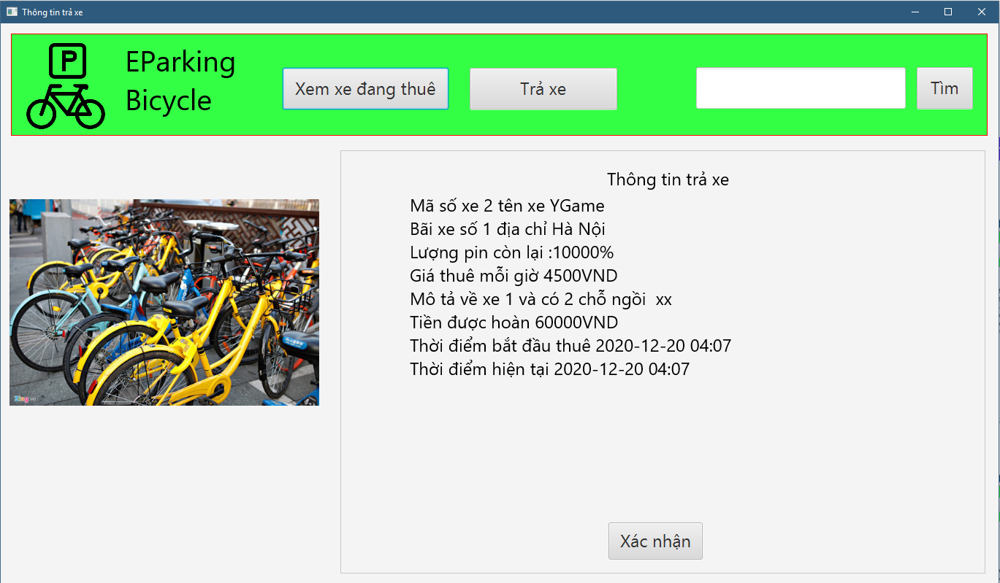 Thông tin trả xe
P
EParking
Bicycle
Xem xe đang thuê
Trả xe
Tìm
Thông tin trả xe
Mã số xe 2 tên xe YGame
Bãi xe số 1 địa chỉ Hà Nội
Lượng pin còn lại :10000%
Giá thuê mỗi giờ 4500VND
Mô tả về xe 1 và có 2 chỗ ngồi  xx
Tiền được hoàn 60000VND
Thời điểm bắt đầu thuê 2020-12-20 04:07
Thời điểm hiện tại 2020-12-20 04:07
Zing.vn
Xác nhận